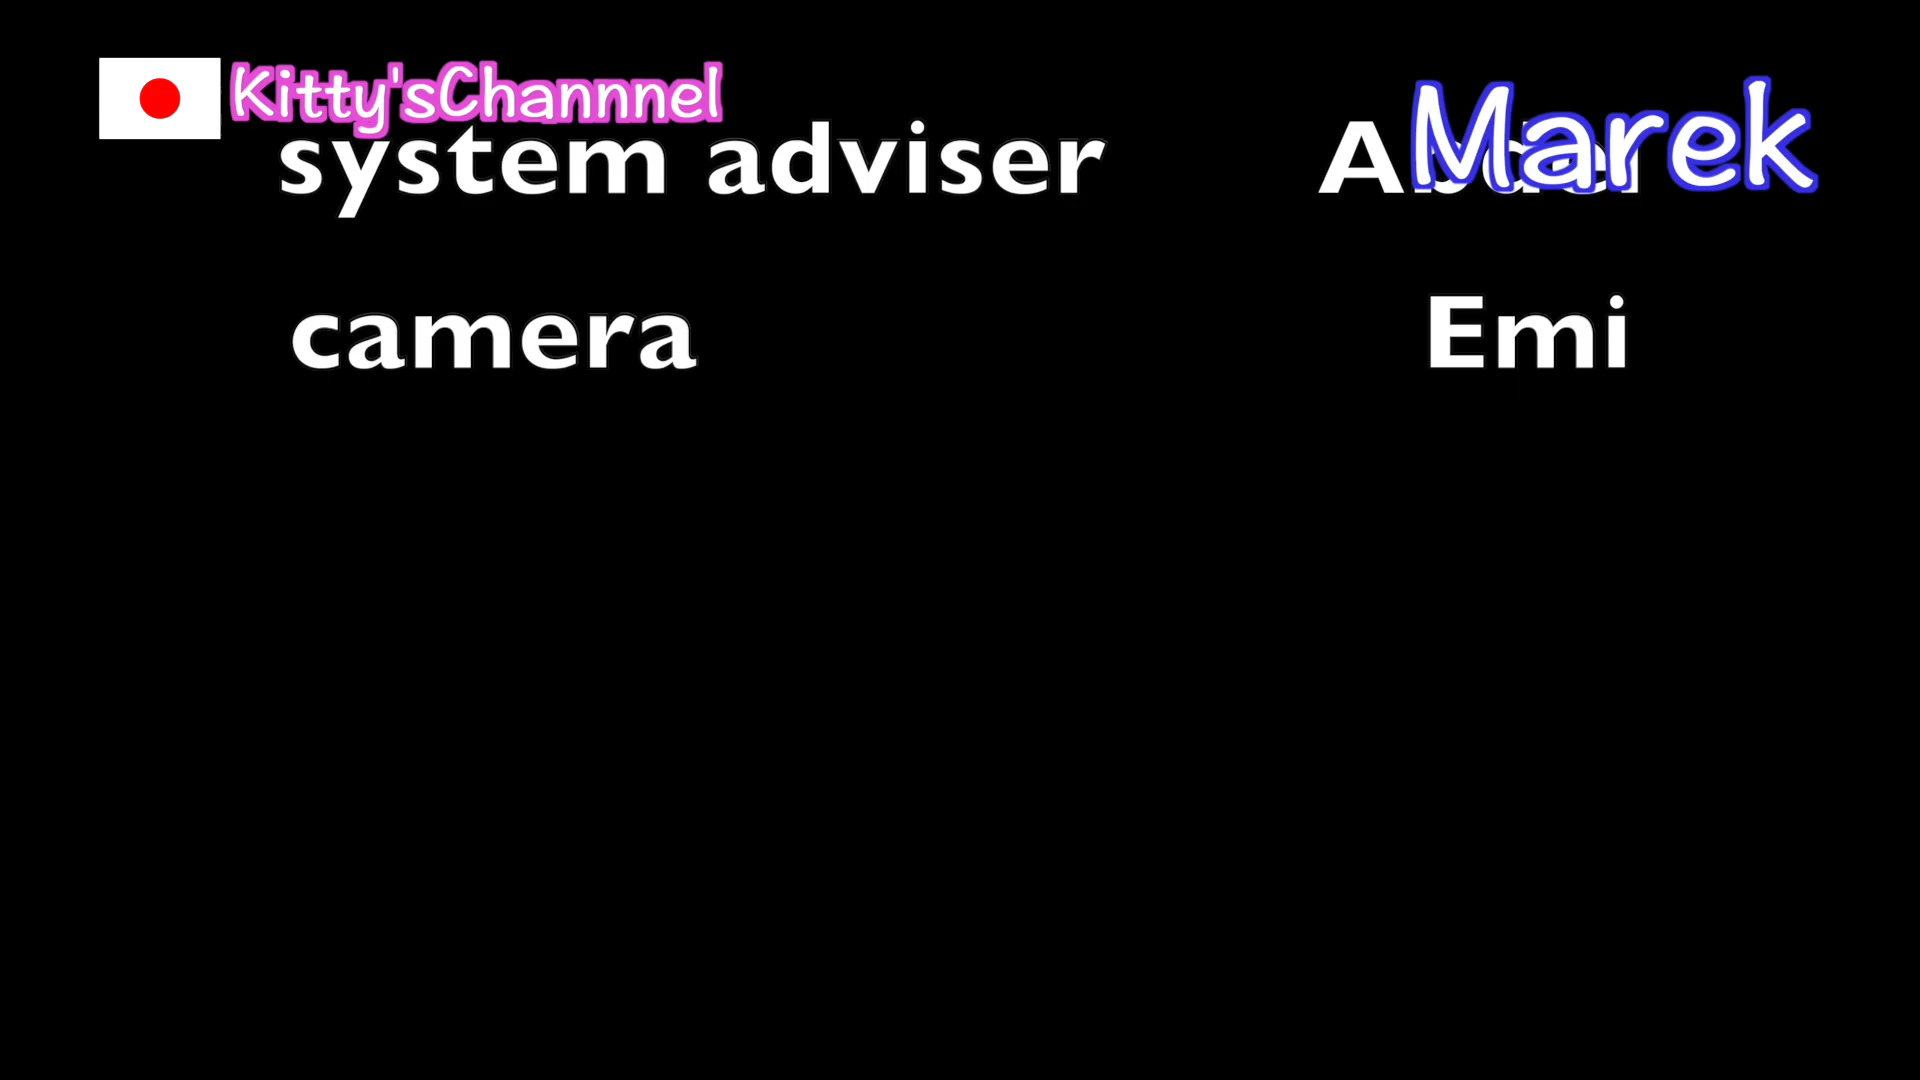 Kitty'sChannnel
Marek
system adviser
camera Emi